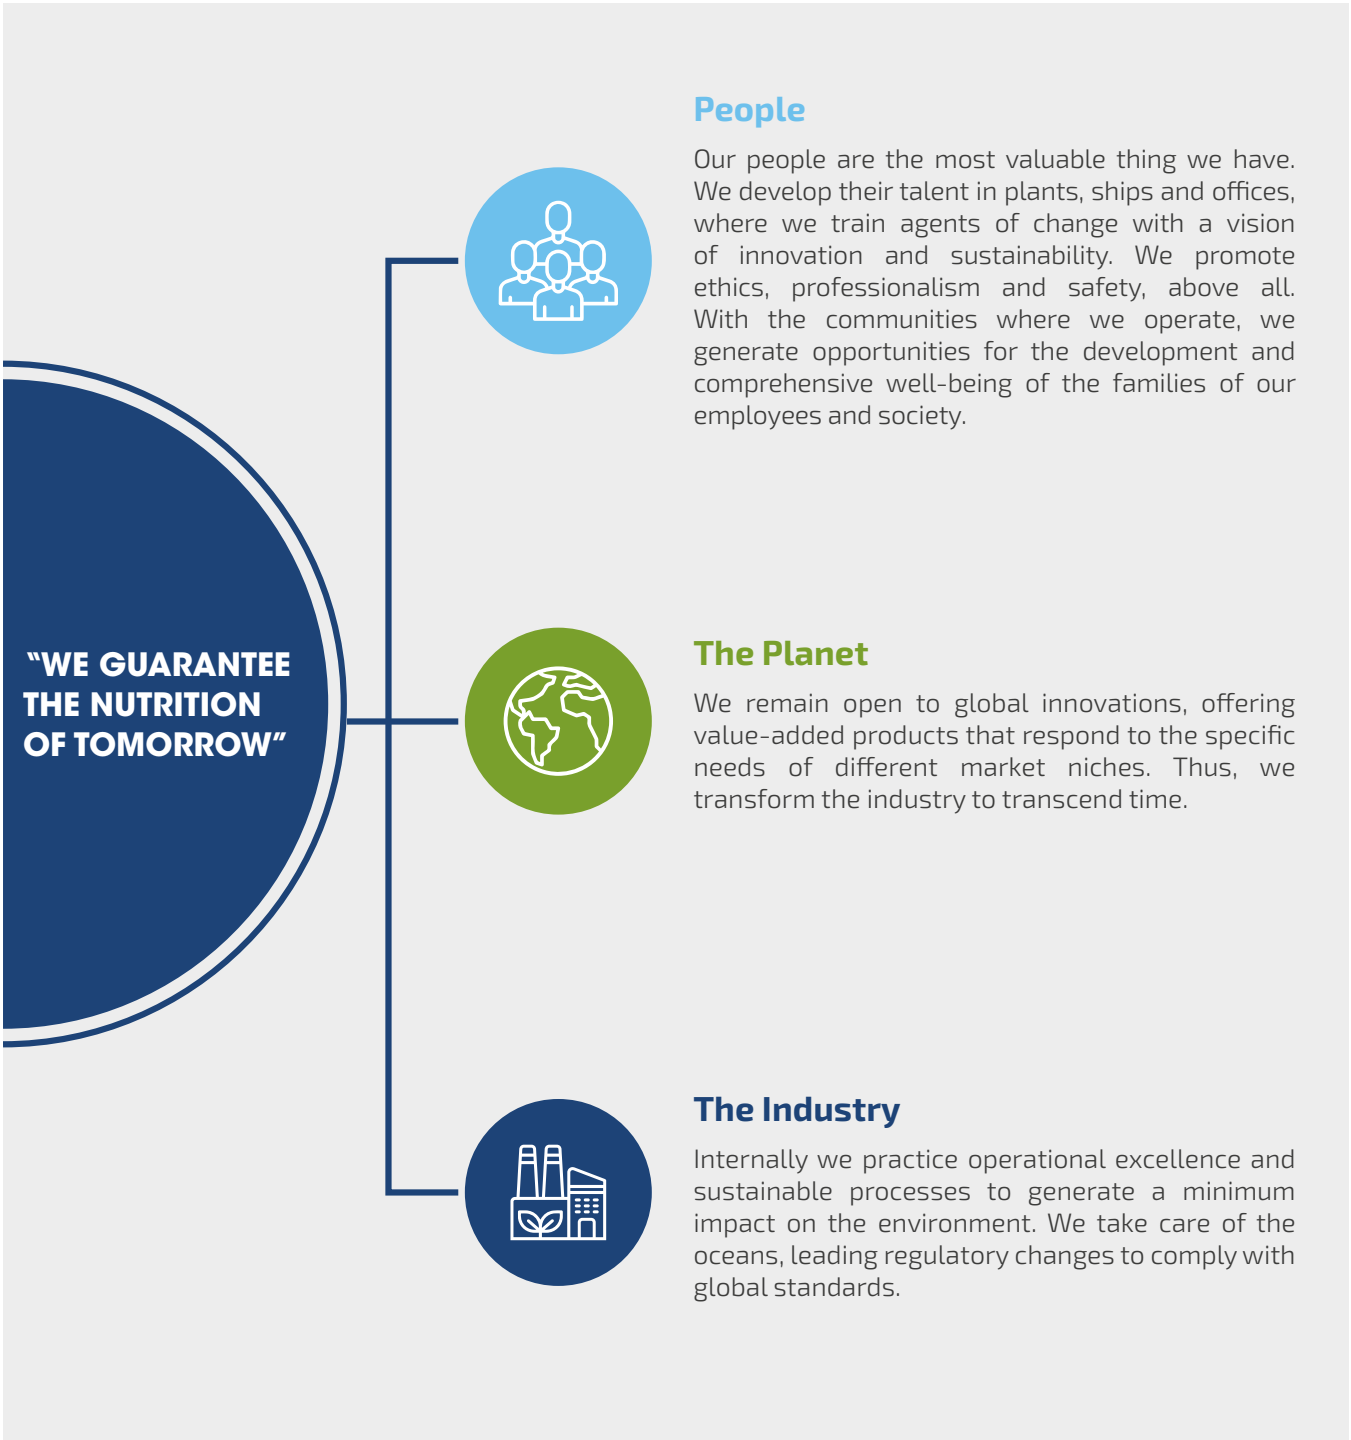 "WE GUARANTEE
THE NUTRITION
OF TOMORROW"
People
Our people are the most valuable thing we have.
We develop their talent in plants, ships and offices,
where we train agents of change with a vision
of innovation and sustainability. We promote
ethics, professionalism and safety, above all.
With the communities where we operate, we
generate opportunities for the development and
comprehensive well-being of the families of our
employees and society.
The Planet
We remain open to global innovations, offering
value-added products that respond to the specific
needs of different market niches. Thus, we
transform the industry to transcend time.
The Industry
Internally we practice operational excellence and
sustainable processes to generate a minimum
impact on the environment. We take care of the
oceans, leading regulatory changes to comply with
global standards.